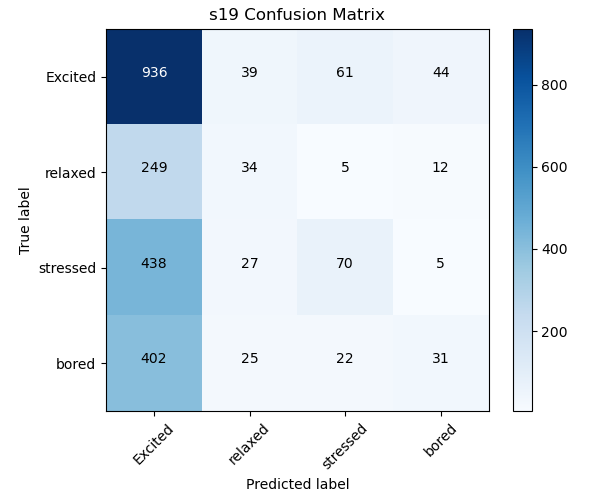 s19 Confusion Matrix
True label
Excited 936 39 61 44
relaxed 249 34 5 12
stressed 438 27 70 5
bored 402 25 22 31
Excited relaxed stressed bored
Predicted label
800
600
400
200